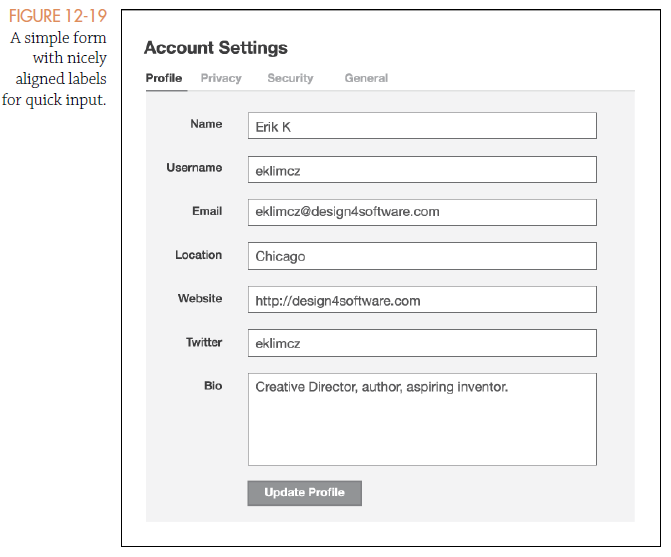 FIGURE 12-19
A simple form
with nicely
aligned labels
for quick input.
Account Settings
Profile Privacy Security General
Name Erik K
Username eklimcz
Email eklimcz@design4software.com
Location Chicago
Website http://design4software.com
Twitter eklimcz
Bio Creative Director, author, aspiring inventor.
Update Profile